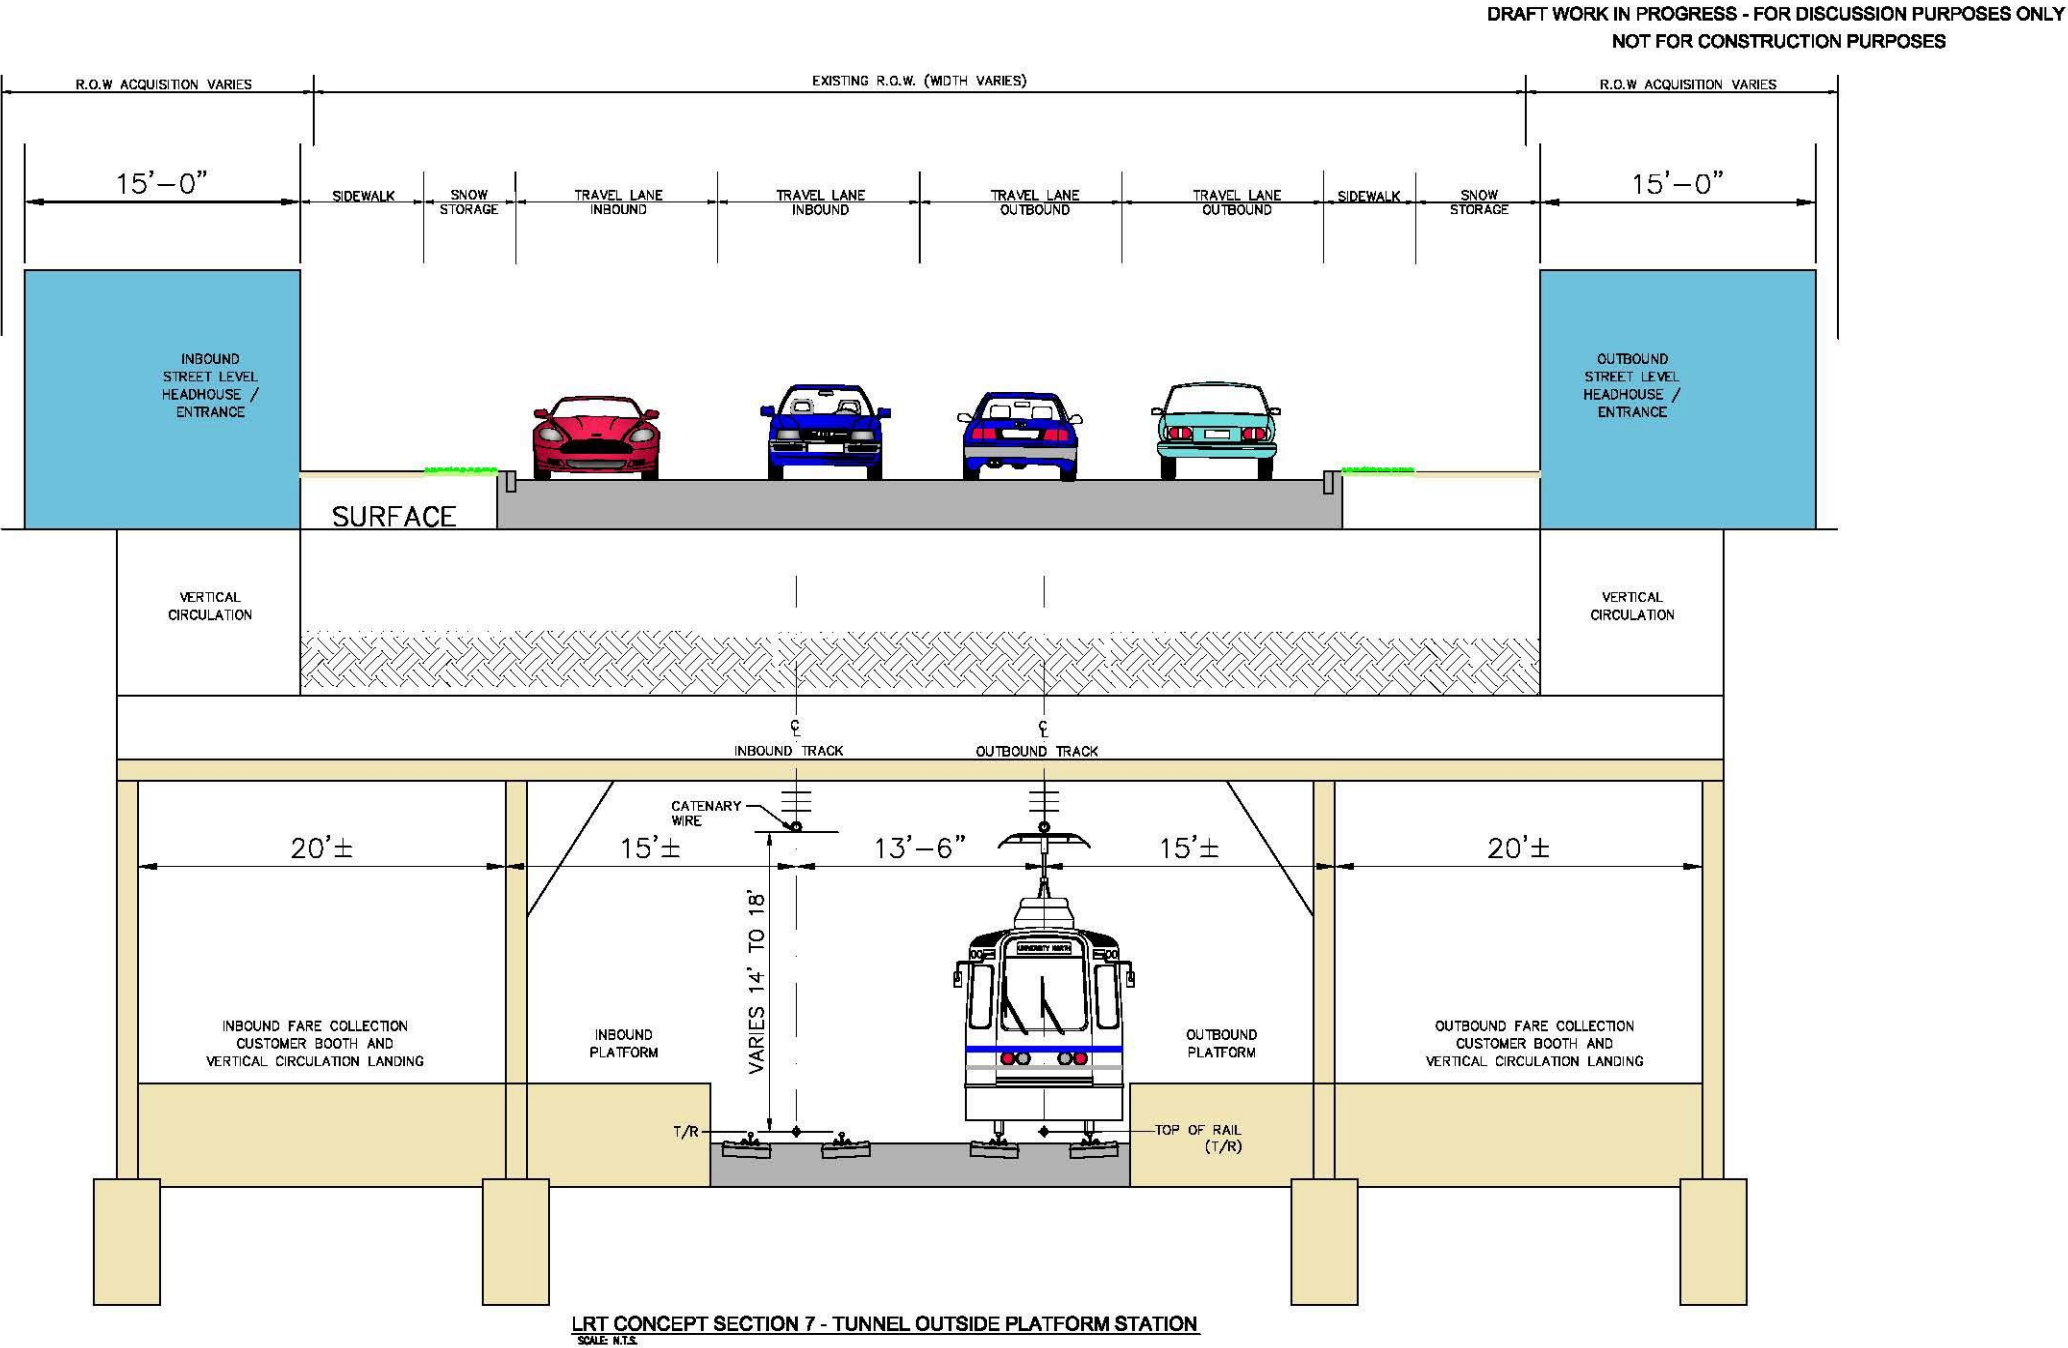 DRAFT WORK IN PROGRESS - FOR DISCUSSION PURPOSES ONLY
NOT FOR CONSTRUCTION PURPOSES
R.O.W ACQUISITION VARIES
EXISTING R.O.W. (WIDTH VARIES)
R.O.W ACQUISITION VARIES
15'-0"
SIDEWALK
SNOW
STORAGE
TRAVEL LANE
INBOUND
TRAVEL LANE
INBOUND
TRAVEL LANE
OUTBOUND
TRAVEL LANE
OUTBOUND
SIDEWALK
SNOW
STORAGE
15'-0"
INBOUND
STREET LEVEL
HEADHOUSE /
ENTRANCE
OUTBOUND
STREET LEVEL
HEADHOUSE /
ENTRANCE
SURFACE
VERTICAL
CIRCULATION
VERTICAL
CIRCULATION
℄
INBOUND TRACK
℄
OUTBOUND TRACK
CATENARY
WIRE
20'±
15'±
13'-6"
15'±
20'±
VARIES 14' TO 18'
INBOUND FARE COLLECTION
CUSTOMER BOOTH AND
VERTICAL CIRCULATION LANDING
INBOUND
PLATFORM
OUTBOUND
PLATFORM
OUTBOUND FARE COLLECTION
CUSTOMER BOOTH AND
VERTICAL CIRCULATION LANDING
T/R
TOP OF RAIL
(T/R)
LRT CONCEPT SECTION 7 - TUNNEL OUTSIDE PLATFORM STATION
SCALE: N.T.S.